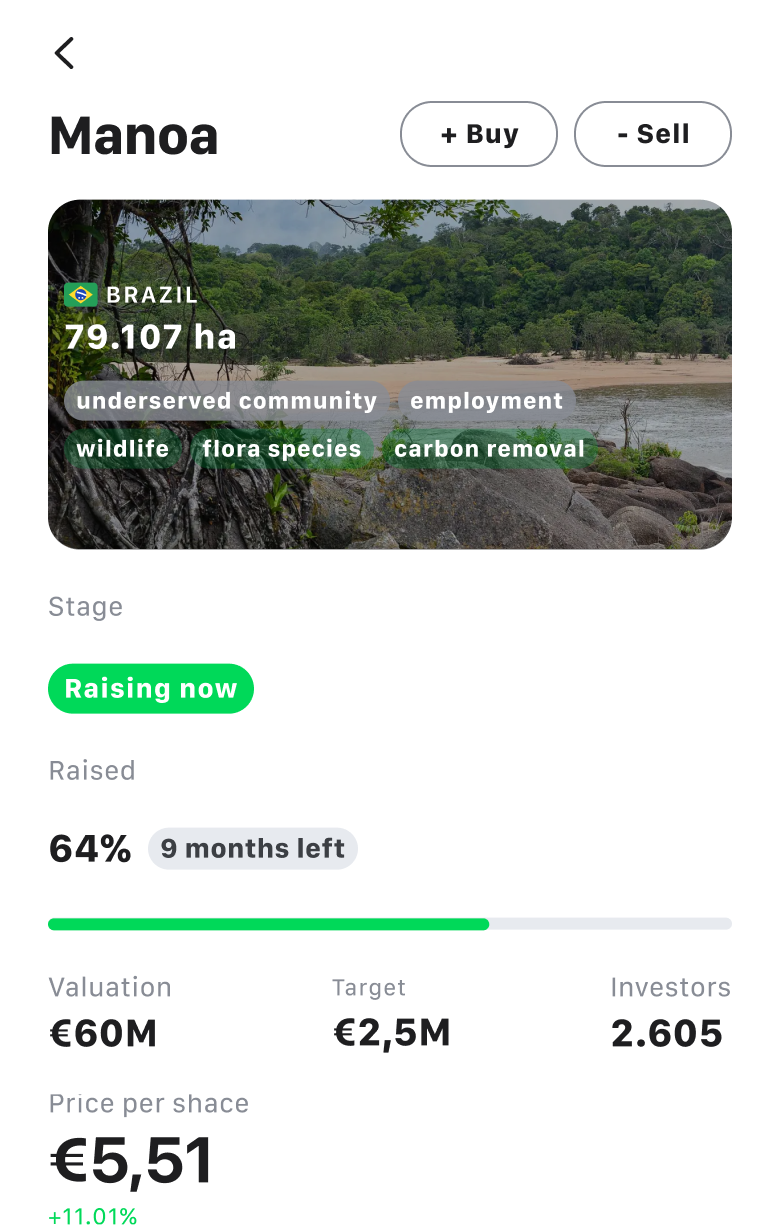 Manoa
+ Buy
- Sell
BRAZIL
79.107 ha
underserved community
employment
wildlife
flora species
carbon removal
Stage
Raising now
Raised
64%
9 months left
Valuation
Target
Investors
€60M
€2,5M
2.605
Price per shace
€5,51
+11.01%